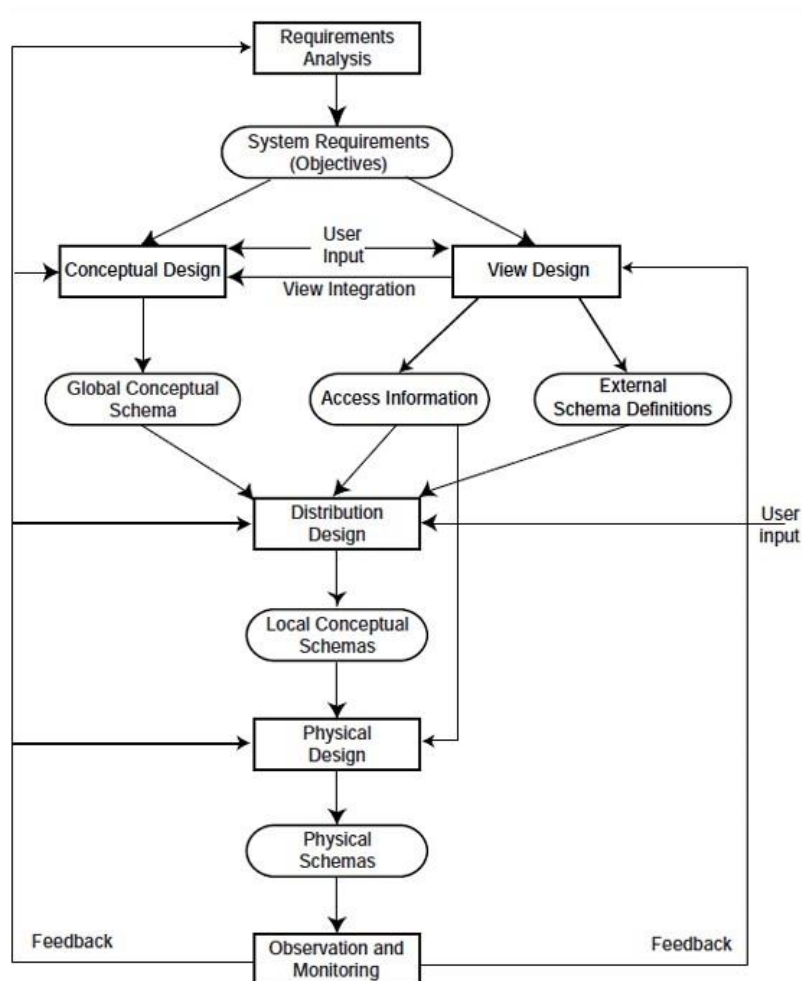 Requirements
Analysis
System Requirements
(Objectives)
User
Input
Conceptual Design
View Design
View Integration
Global Conceptual
Schema
Access Information
External
Schema Definitions
Distribution
Design
User
input
Local Conceptual
Schemas
Physical
Design
Physical
Schemas
Feedback
Observation and
Monitoring
Feedback